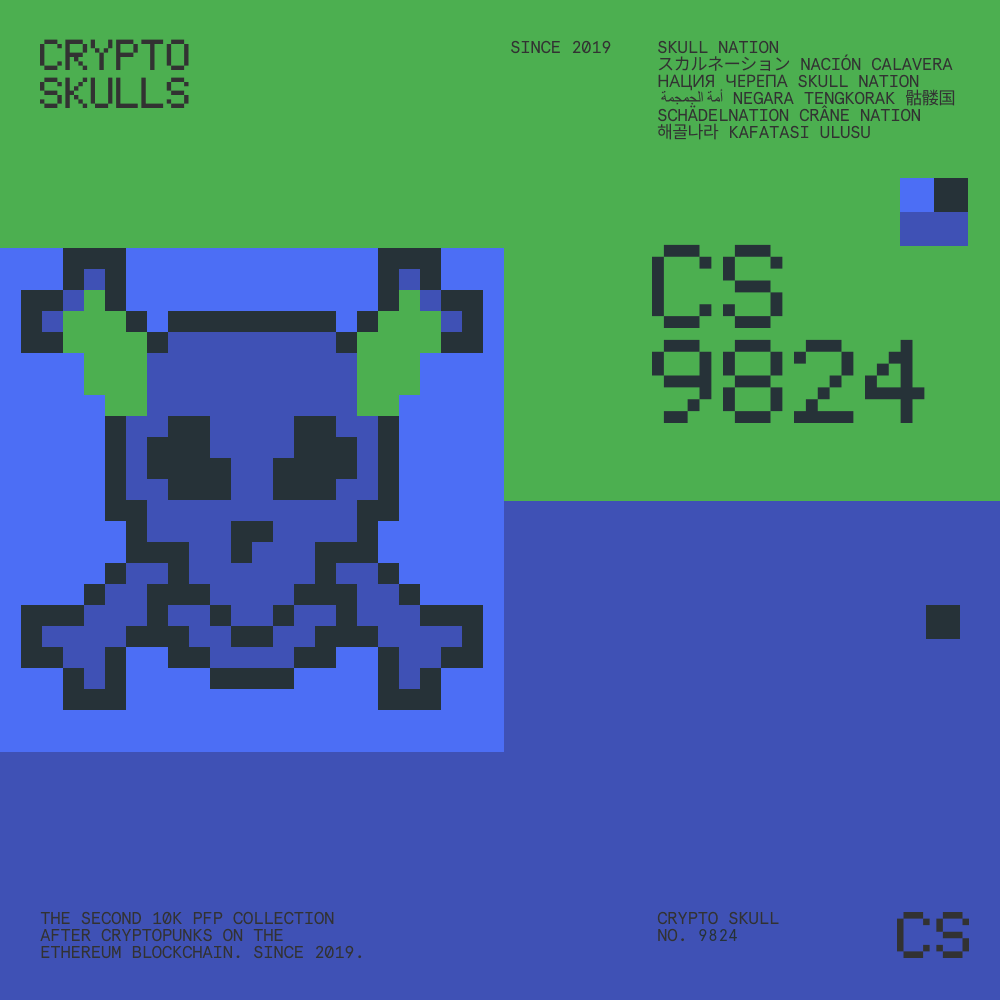 CRYPTO
SKULLS
SINCE 2019
SKULL NATION
スカルネーション NACIÓN CALAVERA
НАЦИЯ ЧЕРЕПА SKULL NATION
أمة الجمجمة NEGARA TENGKORAK 骷髅国
SCHÄDELNATION CRÂNE NATION
해골나라 KAFATASI ULUSU
CS
9824
THE SECOND 10K PFP COLLECTION
AFTER CRYPTOPUNKS ON THE
ETHEREUM BLOCKCHAIN. SINCE 2019.
CRYPTO SKULL
NO. 9824
CS